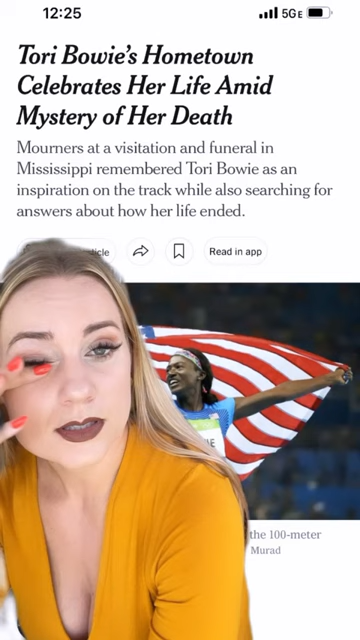 12:25
5GE
Tori Bowie's Hometown
Celebrates Her Life Amid
Mystery of Her Death
Mourners at a visitation and funeral in
Mississippi remembered Tori Bowie as an
inspiration on the track while also searching for
answers about how her life ended.
Read in app
the 100-meter
Murad